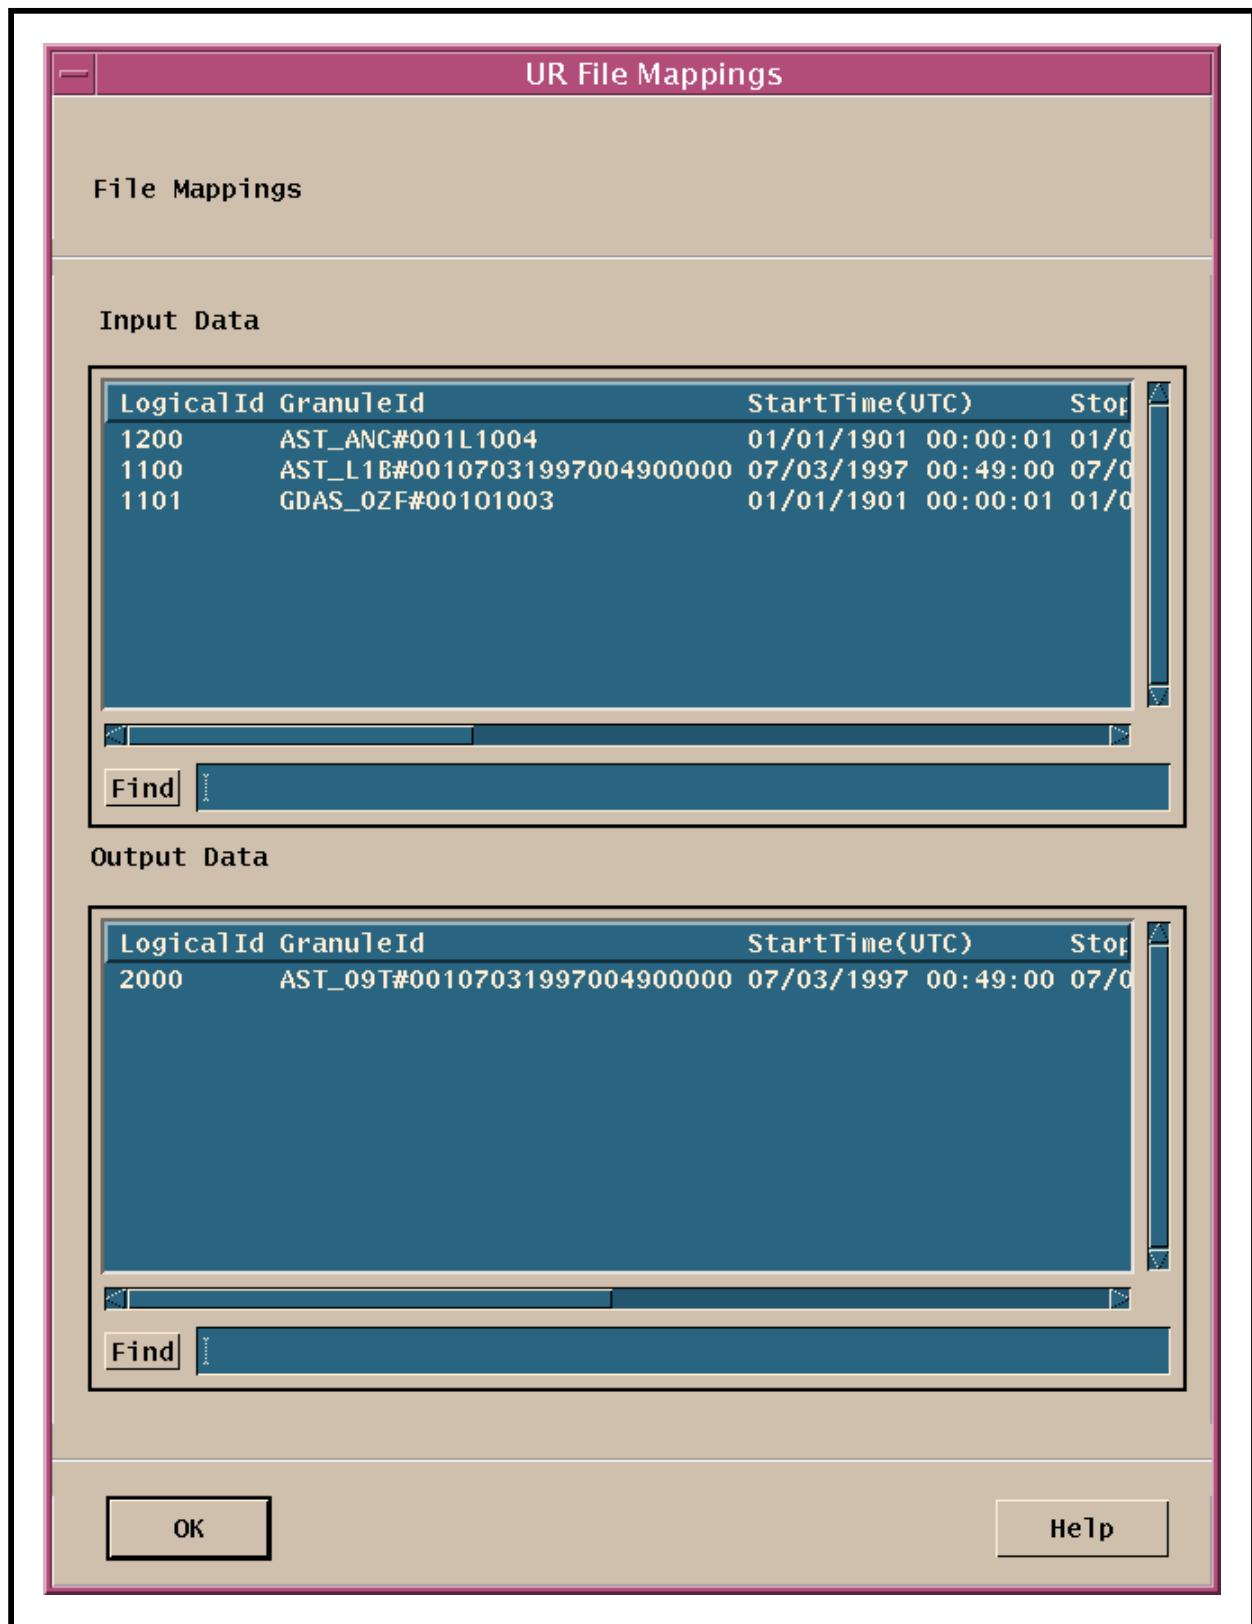 UR File Mappings
File Mappings
Input Data
LogicalId GranuleId StartTime(UTC) Stop
1200 AST_ANC#001L1004 01/01/1901 00:00:01 01/0
1100 AST_L1B#00107031997004900000 07/03/1997 00:49:00 07/0
1101 GDAS_0ZF#001O1003 01/01/1901 00:00:01 01/0
Find
Output Data
LogicalId GranuleId StartTime(UTC) Stop
2000 AST_09T#00107031997004900000 07/03/1997 00:49:00 07/0
Find
OK Help